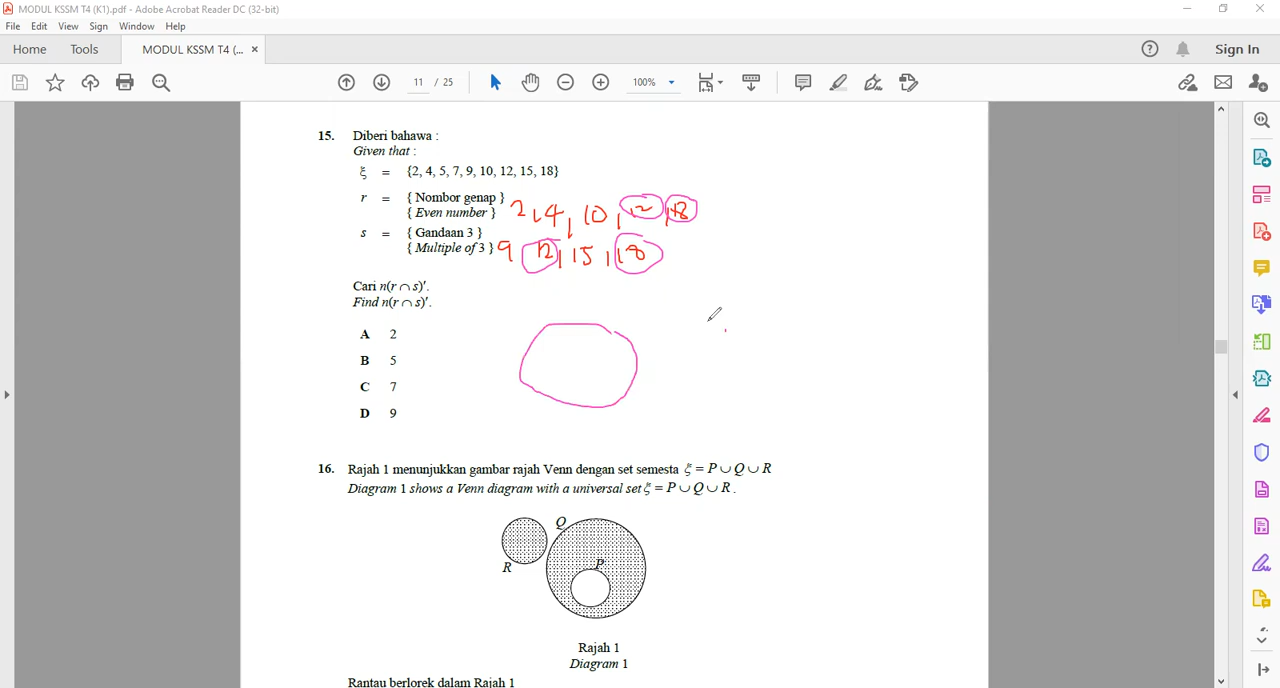 MODUL KSSM T4 (K1).pdf - Adobe Acrobat Reader DC (32-bit)
File Edit View Sign Window Help
Home Tools MODUL KSSM T4 (... × Sign In
11 / 25 100%
15. Diberi bahawa :
Given that :
ξ = {2, 4, 5, 7, 9, 10, 12, 15, 18}
r = { Nombor genap }
{ Even number } 2, 4, 10, 12, 18
s = { Gandaan 3 }
{ Multiple of 3 } 9 12, 15, 18
Cari n(r ∩ s)′.
Find n(r ∩ s)′.
A 2
B 5
C 7
D 9
16. Rajah 1 menunjukkan gambar rajah Venn dengan set semesta ξ = P ∪ Q ∪ R
Diagram 1 shows a Venn diagram with a universal set ξ = P ∪ Q ∪ R .
Q
P
R
Rajah 1
Diagram 1
Rantau berlorek dalam Rajah 1